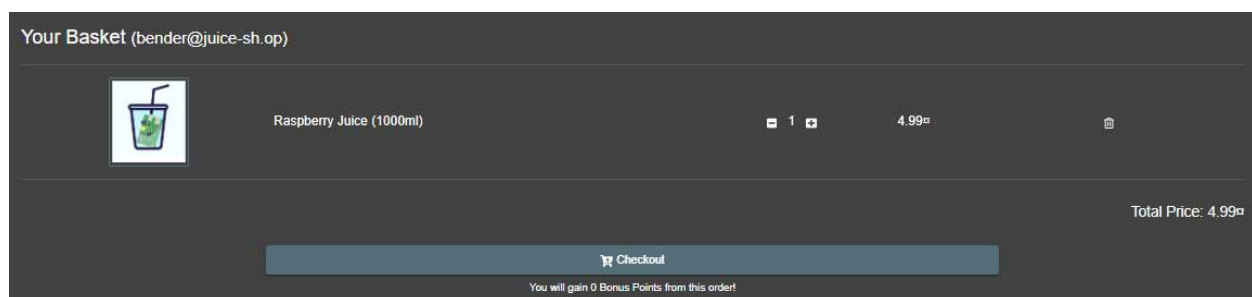 Your Basket (bender@juice-sh.op)
Raspberry Juice (1000ml) 1 4.99¤
Total Price: 4.99¤
Checkout
You will gain 0 Bonus Points from this order!